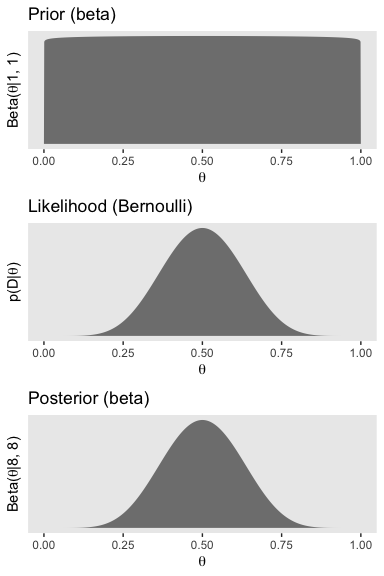 Prior (beta)
Beta(θ|1, 1)
0.00 0.25 0.50 0.75 1.00
θ
Likelihood (Bernoulli)
p(D|θ)
0.00 0.25 0.50 0.75 1.00
θ
Posterior (beta)
Beta(θ|8, 8)
0.00 0.25 0.50 0.75 1.00
θ